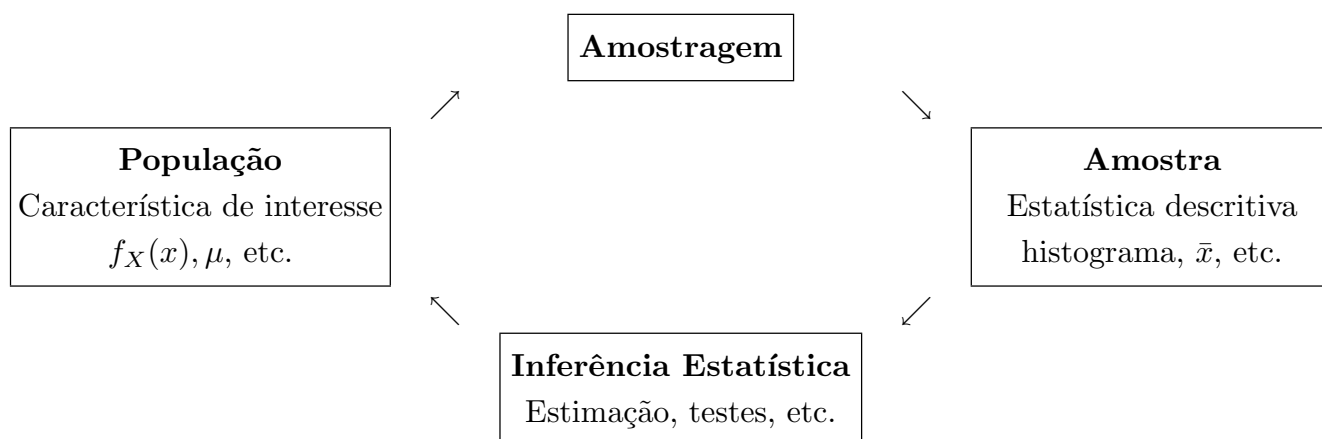 Amostragem
População
Característica de interesse
f_X(x), μ, etc.
Amostra
Estatística descritiva
histograma, x̄, etc.
Inferência Estatística
Estimação, testes, etc.